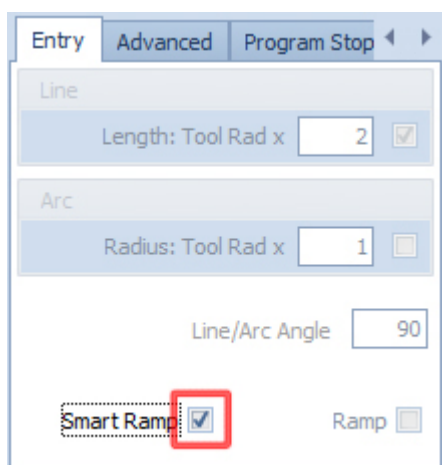 Entry Advanced Program Stop
Line
Length: Tool Rad x 2
Arc
Radius: Tool Rad x 1
Line/Arc Angle 90
Smart Ramp Ramp